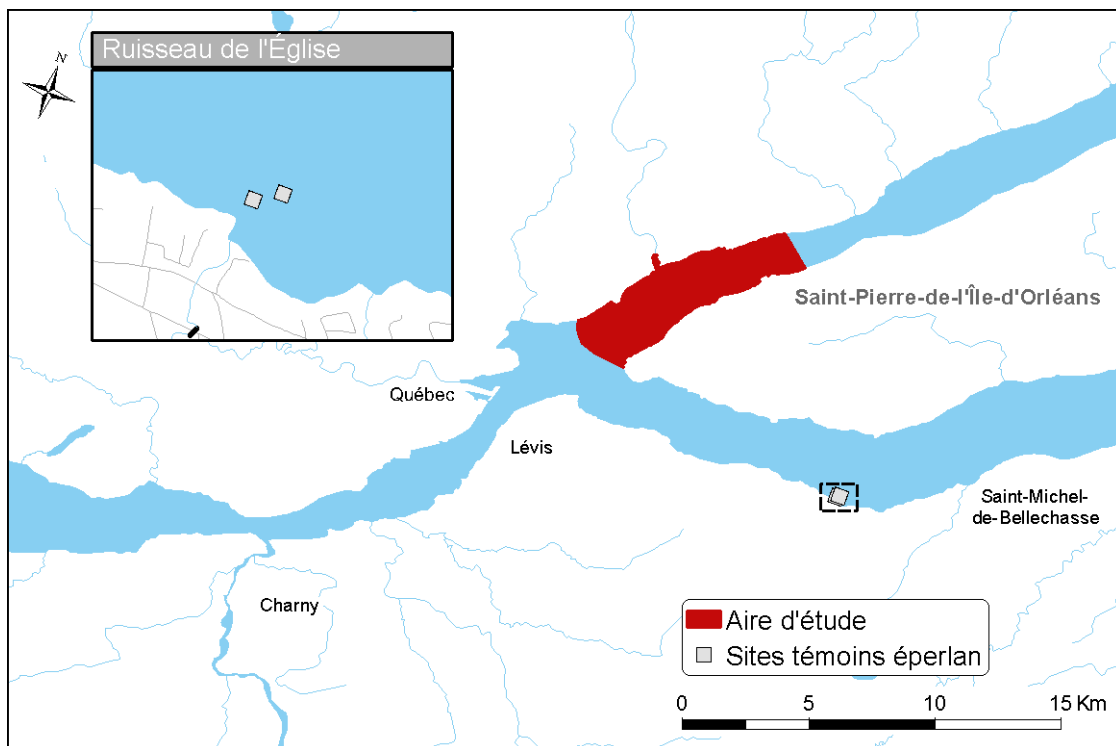 Ruisseau de l'Église
N
Saint-Pierre-de-l'Île-d'Orléans
Québec
Lévis
Saint-Michel-
de-Bellechasse
Charny
Aire d'étude
Sites témoins éperlan
0 5 10 15 Km